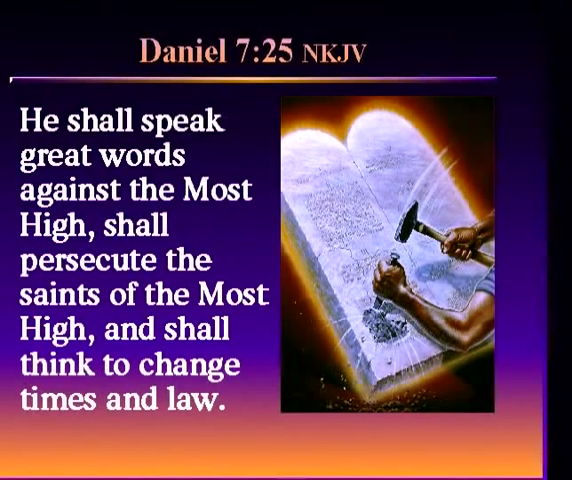 Daniel 7:25 NKJV
He shall speak
great words
against the Most
High, shall
persecute the
saints of the Most
High, and shall
think to change
times and law.